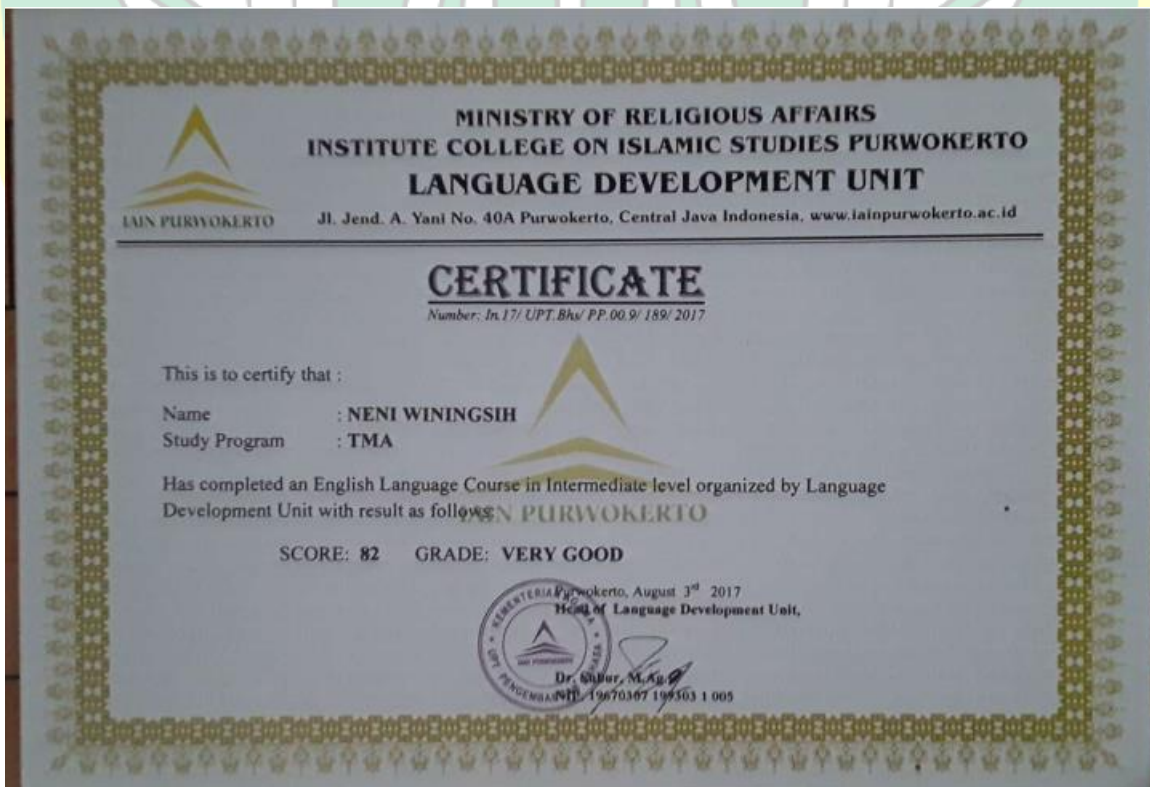 MINISTRY OF RELIGIOUS AFFAIRS
INSTITUTE COLLEGE ON ISLAMIC STUDIES PURWOKERTO
LANGUAGE DEVELOPMENT UNIT
IAIN PURWOKERTO
Jl. Jend. A. Yani No. 40A Purwokerto, Central Java Indonesia, www.iainpurwokerto.ac.id
CERTIFICATE
Number: In.17/ UPT.Bhs/ PP.00.9/ 189/ 2017
This is to certify that :
Name : NENI WININGSIH
Study Program : TMA
Has completed an English Language Course in Intermediate level organized by Language
Development Unit with result as follows:
IAIN PURWOKERTO
SCORE: 82 GRADE: VERY GOOD
Purwokerto, August 3rd 2017
Head of Language Development Unit,
Dr. Subur, M.Ag.
NIP. 19670307 199303 1 005